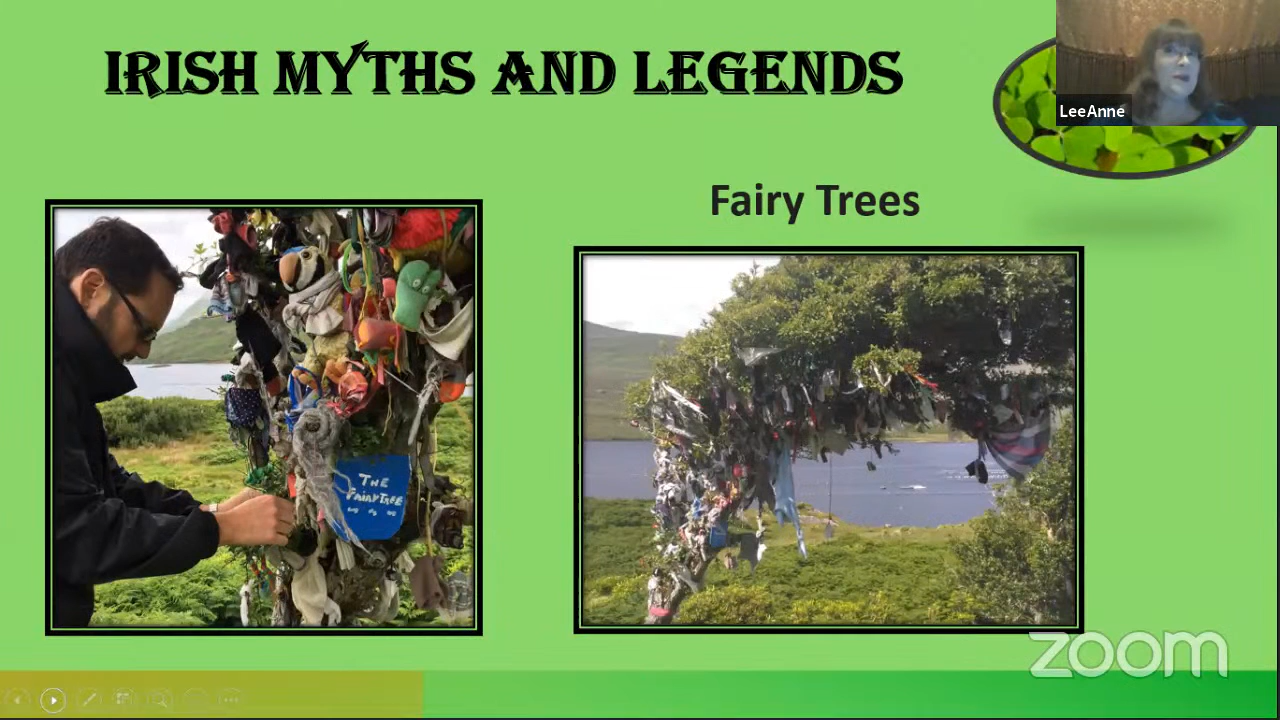 IRISH MYTHS AND LEGENDS
LeeAnne
Fairy Trees
THE
FAIRY TREE
zoom